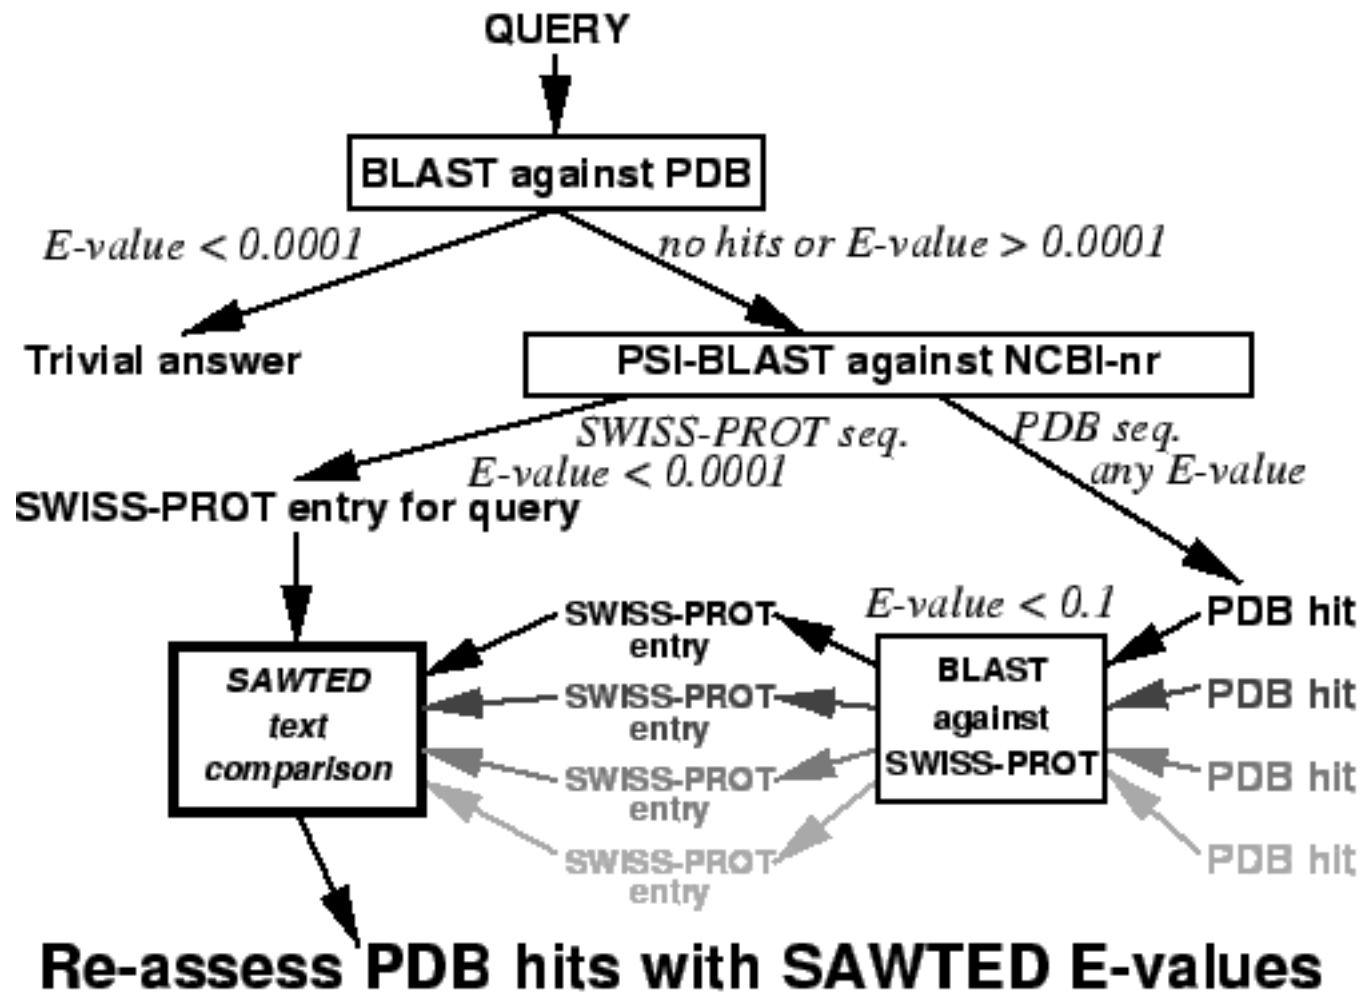 QUERY
BLAST against PDB
E-value < 0.0001
no hits or E-value > 0.0001
Trivial answer
PSI-BLAST against NCBI-nr
SWISS-PROT seq.
E-value < 0.0001
PDB seq.
any E-value
SWISS-PROT entry for query
SAWTED
text
comparison
SWISS-PROT
entry
SWISS-PROT
entry
SWISS-PROT
entry
SWISS-PROT
entry
E-value < 0.1
BLAST
against
SWISS-PROT
PDB hit
PDB hit
PDB hit
PDB hit
Re-assess PDB hits with SAWTED E-values